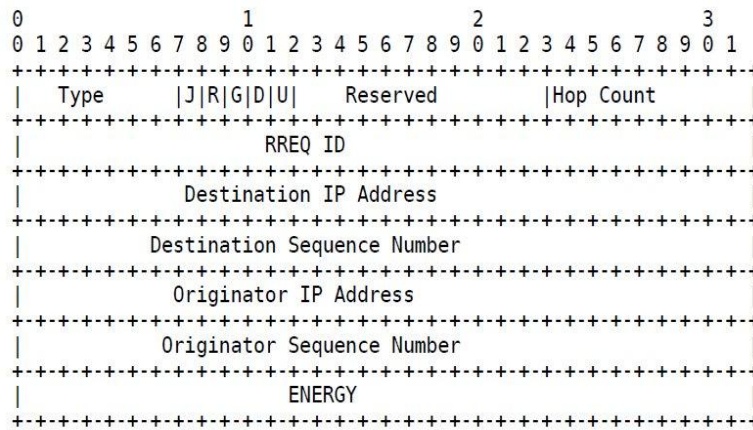 0 1 2 3
0 1 2 3 4 5 6 7 8 9 0 1 2 3 4 5 6 7 8 9 0 1 2 3 4 5 6 7 8 9 0 1
+-+-+-+-+-+-+-+-+-+-+-+-+-+-+-+-+-+-+-+-+-+-+-+-+-+-+-+-+-+-+-+-
| Type |J|R|G|D|U| Reserved |Hop Count |
+-+-+-+-+-+-+-+-+-+-+-+-+-+-+-+-+-+-+-+-+-+-+-+-+-+-+-+-+-+-+-+-
| RREQ ID |
+-+-+-+-+-+-+-+-+-+-+-+-+-+-+-+-+-+-+-+-+-+-+-+-+-+-+-+-+-+-+-+-
| Destination IP Address |
+-+-+-+-+-+-+-+-+-+-+-+-+-+-+-+-+-+-+-+-+-+-+-+-+-+-+-+-+-+-+-+-
| Destination Sequence Number |
+-+-+-+-+-+-+-+-+-+-+-+-+-+-+-+-+-+-+-+-+-+-+-+-+-+-+-+-+-+-+-+-
| Originator IP Address |
+-+-+-+-+-+-+-+-+-+-+-+-+-+-+-+-+-+-+-+-+-+-+-+-+-+-+-+-+-+-+-+-
| Originator Sequence Number |
+-+-+-+-+-+-+-+-+-+-+-+-+-+-+-+-+-+-+-+-+-+-+-+-+-+-+-+-+-+-+-+-
| ENERGY |
+-+-+-+-+-+-+-+-+-+-+-+-+-+-+-+-+-+-+-+-+-+-+-+-+-+-+-+-+-+-+-+-